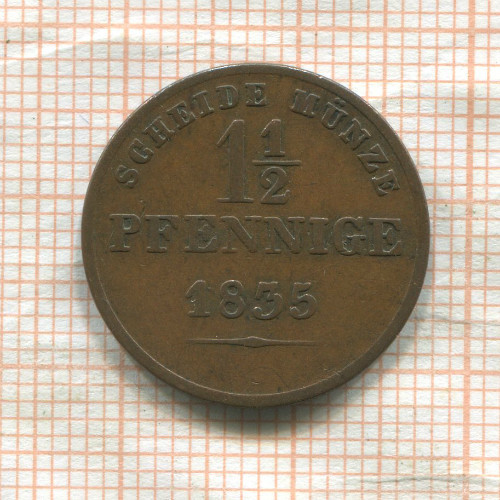 SCHEIDE MÜNZE
1 1/2
PFENNIGE
1835